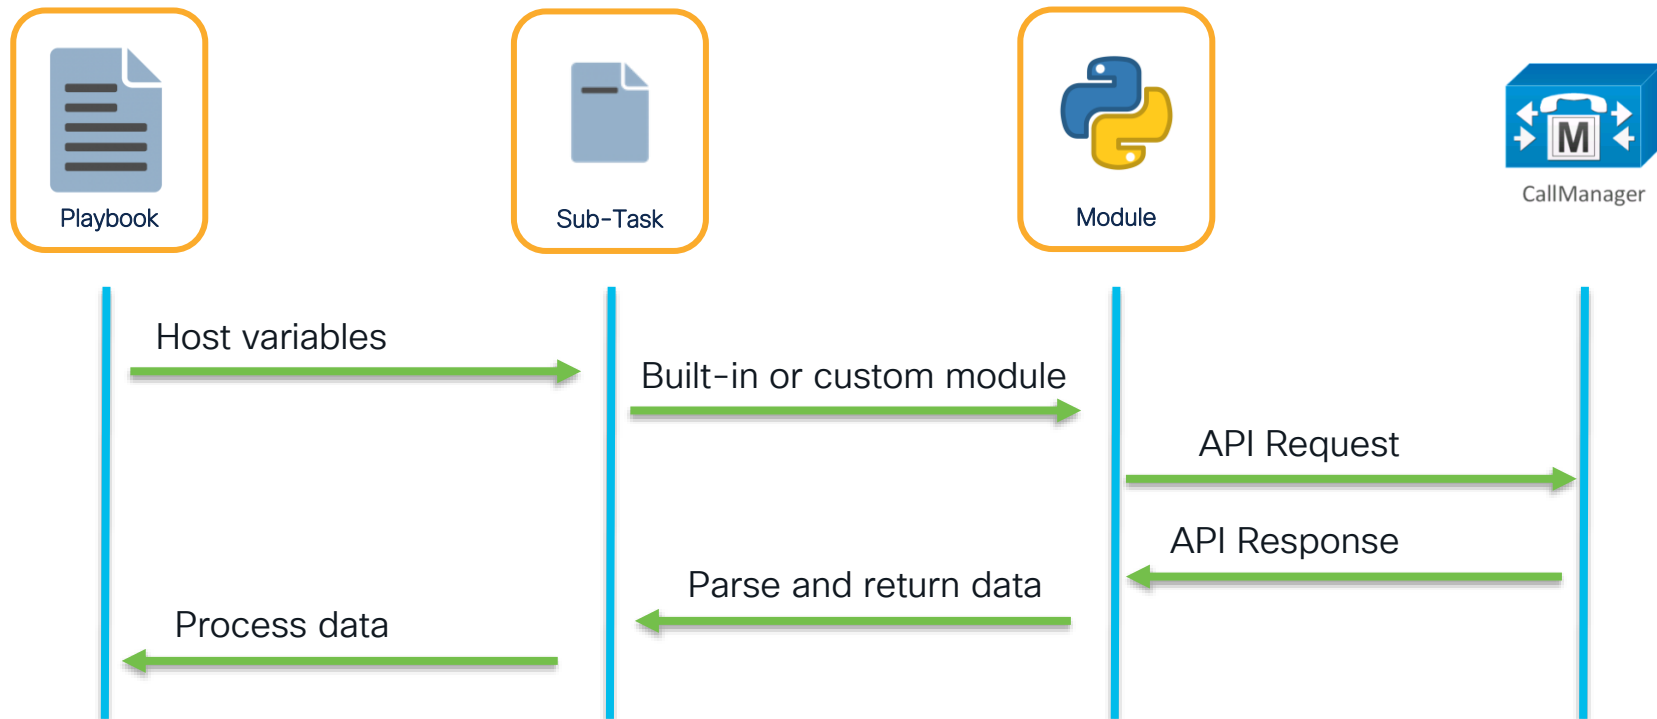 Playbook
Sub-Task
Module
M
CallManager
Host variables
Built-in or custom module
API Request
API Response
Parse and return data
Process data